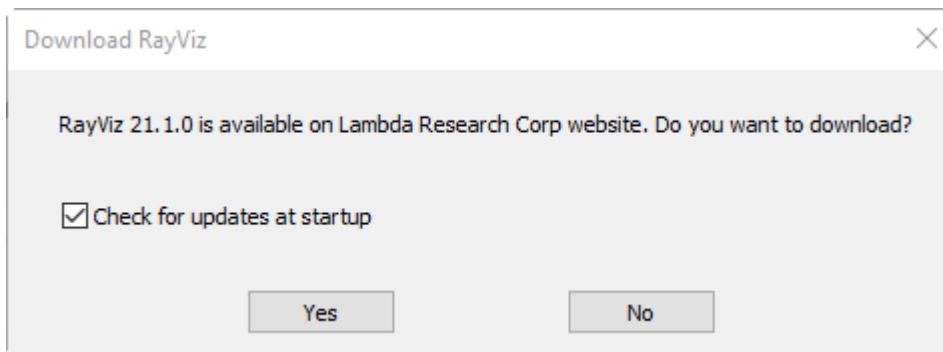 Download RayViz
RayViz 21.1.0 is available on Lambda Research Corp website. Do you want to download?
Check for updates at startup
Yes
No